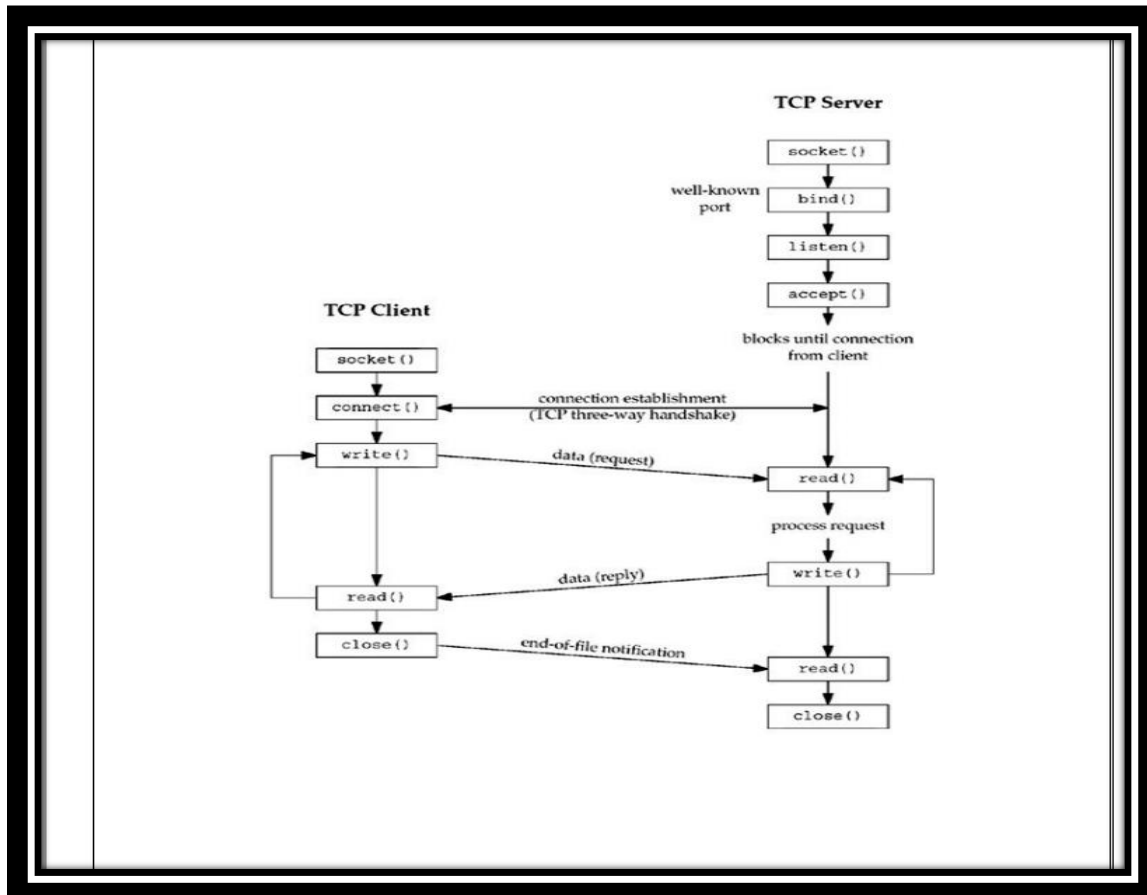 TCP Server
socket()
well-known
port
bind()
listen()
accept()
blocks until connection
from client
TCP Client
socket()
connect()
connection establishment
(TCP three-way handshake)
write()
data (request)
read()
process request
write()
data (reply)
read()
close()
end-of-file notification
read()
close()